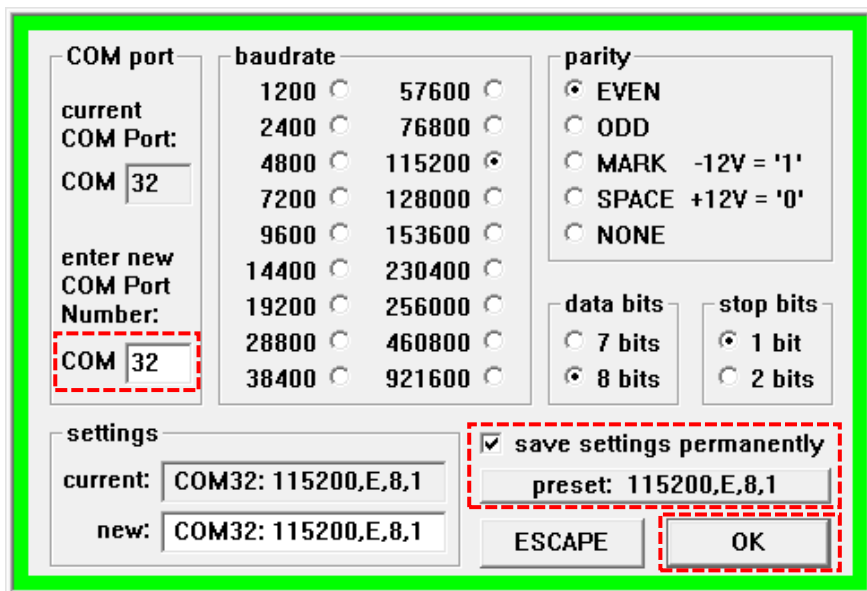 COM port
current
COM Port:
COM 32
enter new
COM Port
Number:
COM 32
baudrate
1200 57600
2400 76800
4800 115200
7200 128000
9600 153600
14400 230400
19200 256000
28800 460800
38400 921600
parity
EVEN
ODD
MARK -12V = '1'
SPACE +12V = '0'
NONE
data bits
7 bits
8 bits
stop bits
1 bit
2 bits
settings
current: COM32: 115200,E,8,1
new: COM32: 115200,E,8,1
save settings permanently
preset: 115200,E,8,1
ESCAPE OK